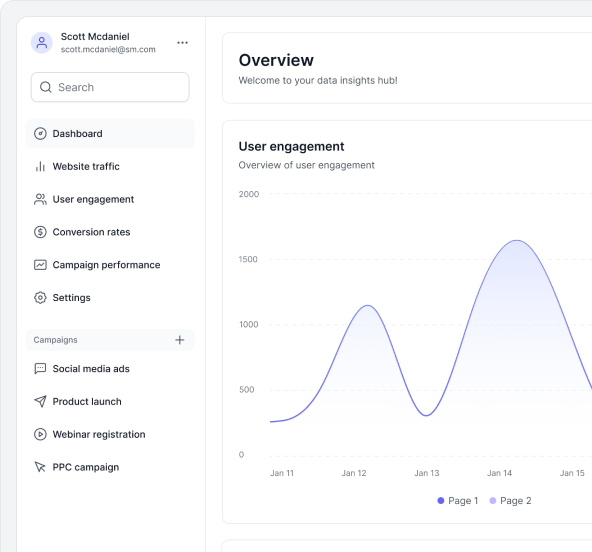 Scott Mcdaniel
scott.mcdaniel@sm.com
Search
Dashboard
Website traffic
User engagement
Conversion rates
Campaign performance
Settings
Campaigns
Social media ads
Product launch
Webinar registration
PPC campaign
Overview
Welcome to your data insights hub!
User engagement
Overview of user engagement
2000
1500
1000
500
0
Jan 11 Jan 12 Jan 13 Jan 14 Jan 15
Page 1 Page 2